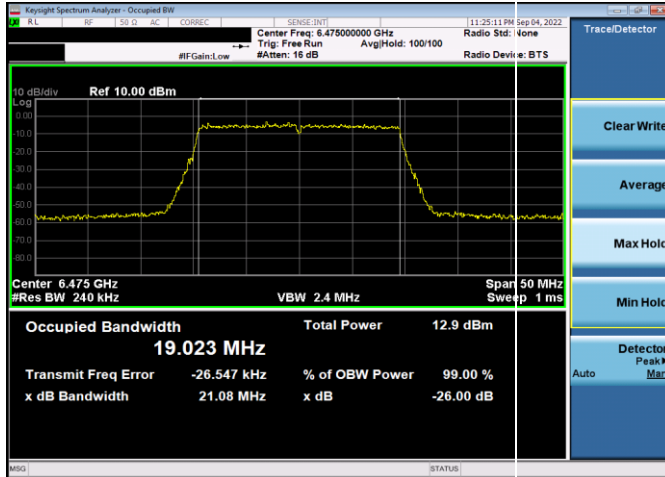 Keysight Spectrum Analyzer - Occupied BW
RL RF 50 Ω AC CORREC SENSE:INT 11:25:11 PM Sep 04, 2022
Center Freq: 6.475000000 GHz Radio Std: None
Trig: Free Run Avg|Hold: 100/100
#IFGain:Low #Atten: 16 dB Radio Device: BTS
10 dB/div Ref 10.00 dBm
Log
0.00
-10.0
-20.0
-30.0
-40.0
-50.0
-60.0
-70.0
-80.0
Center 6.475 GHz Span 50 MHz
#Res BW 240 kHz VBW 2.4 MHz Sweep 1 ms
Occupied Bandwidth Total Power 12.9 dBm
19.023 MHz
Transmit Freq Error -26.547 kHz % of OBW Power 99.00 %
x dB Bandwidth 21.08 MHz x dB -26.00 dB
MSG STATUS
Trace/Detector
Clear Write
Average
Max Hold
Min Hold
Detector
Peak
Auto Man